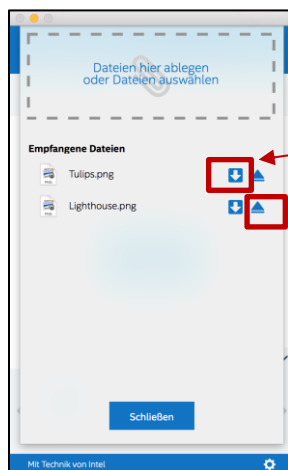 Dateien hier ablegen
oder Dateien auswählen
Empfangene Dateien
Tulips.png
Lighthouse.png
Schließen
Mit Technik von Intel